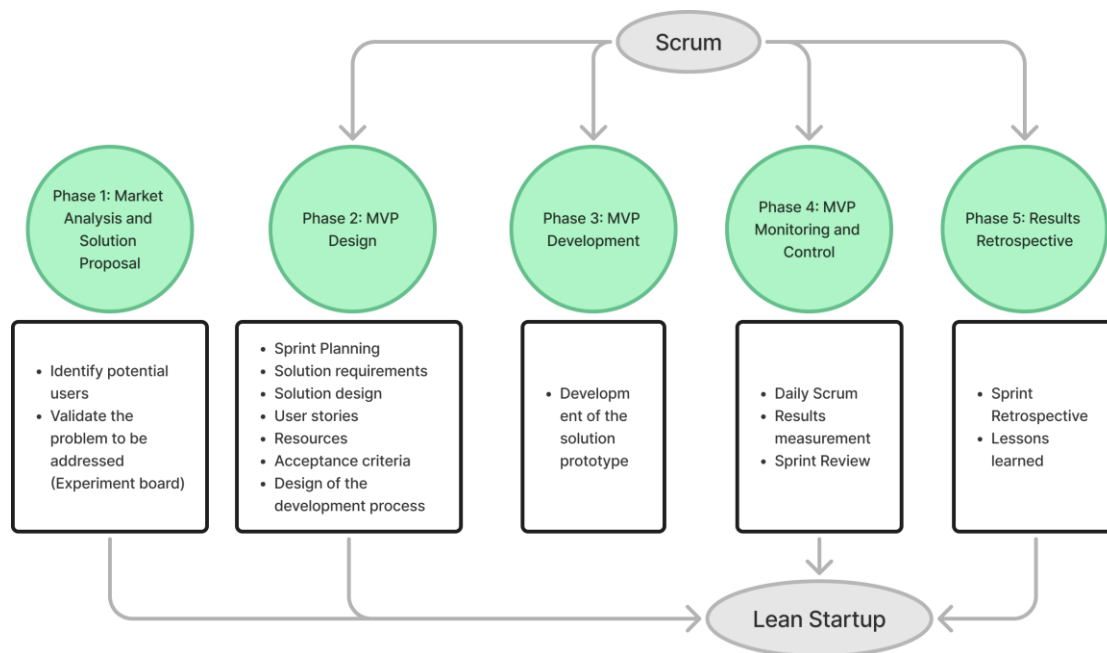 Scrum
Phase 1: Market
Analysis and
Solution
Proposal
Phase 2: MVP
Design
Phase 3: MVP
Development
Phase 4: MVP
Monitoring and
Control
Phase 5: Results
Retrospective
• Identify potential
users
• Validate the
problem to be
addressed
(Experiment board)
• Sprint Planning
• Solution requirements
• Solution design
• User stories
• Resources
• Acceptance criteria
• Design of the
development process
• Developm
ent of the
solution
prototype
• Daily Scrum
• Results
measurement
• Sprint Review
• Sprint
Retrospective
• Lessons
learned
Lean Startup